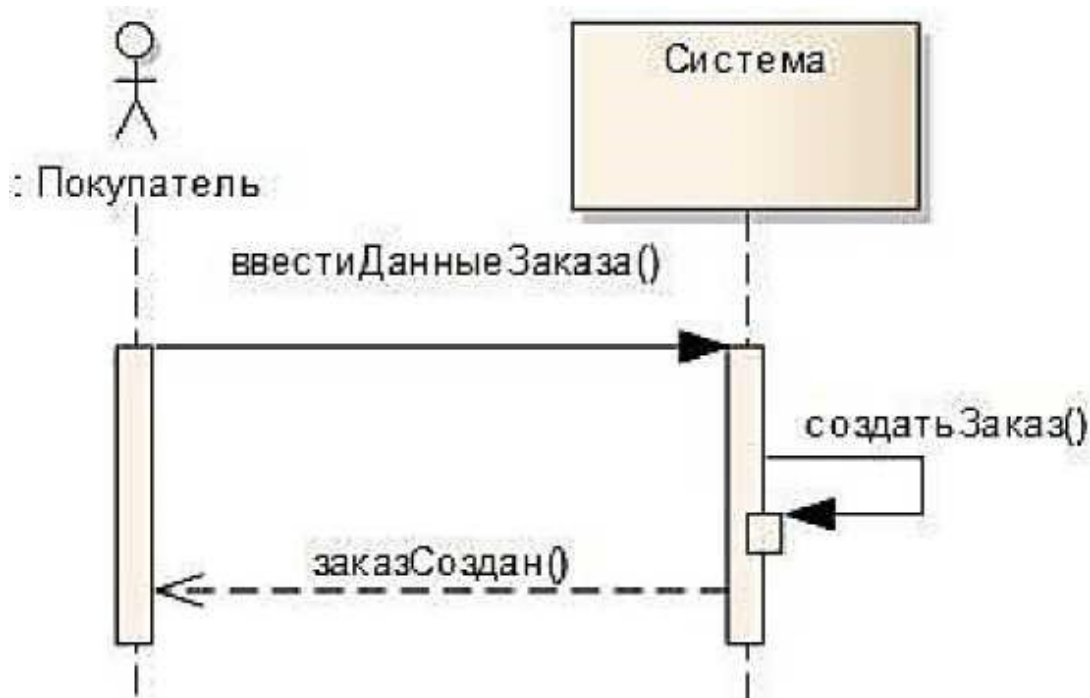 Система
: Покупатель
ввестиДанныеЗаказа()
создатьЗаказ()
заказСоздан()